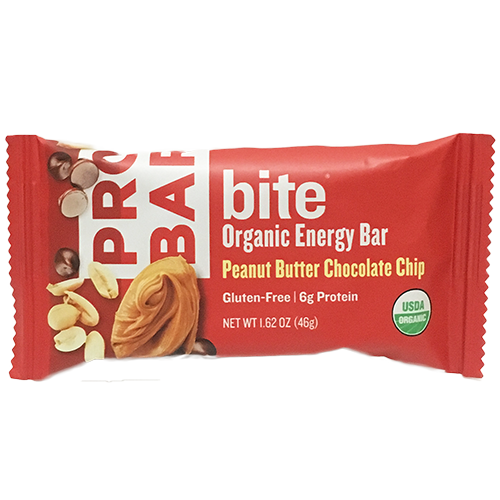 PRO
BAR
bite
Organic Energy Bar
Peanut Butter Chocolate Chip
Gluten-Free | 6g Protein
NET WT 1.62 OZ (46g)
USDA
ORGANIC